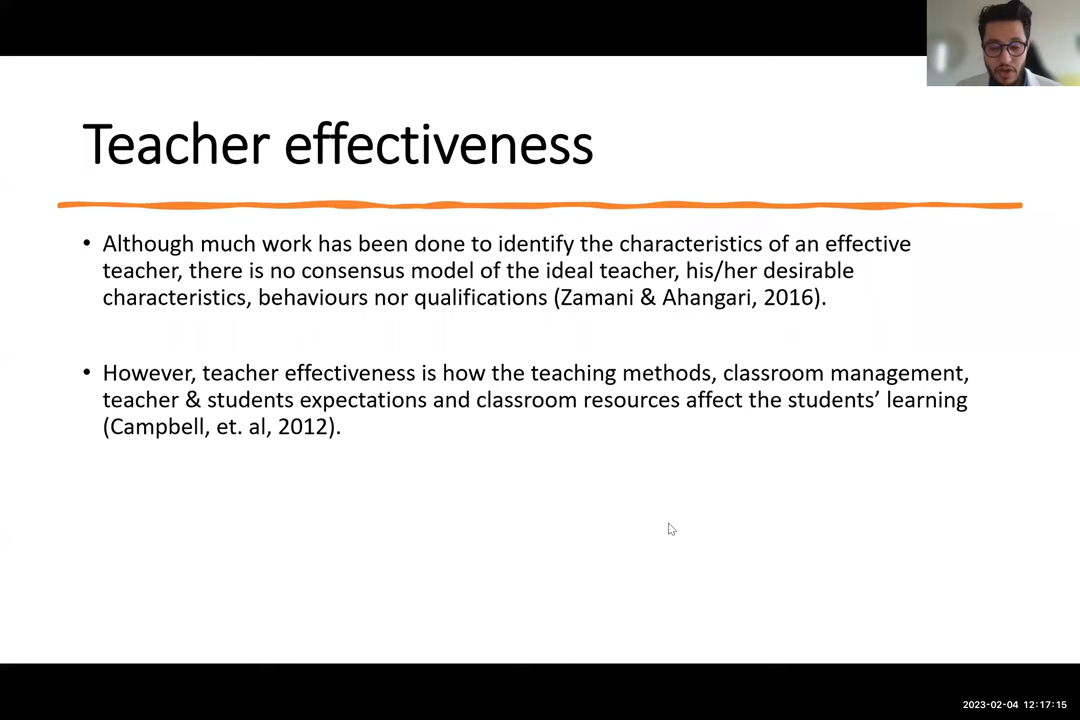 Teacher effectiveness
• Although much work has been done to identify the characteristics of an effective
teacher, there is no consensus model of the ideal teacher, his/her desirable
characteristics, behaviours nor qualifications (Zamani & Ahangari, 2016).
• However, teacher effectiveness is how the teaching methods, classroom management,
teacher & students expectations and classroom resources affect the students’ learning
(Campbell, et. al, 2012).
2023-02-04 12:17:15